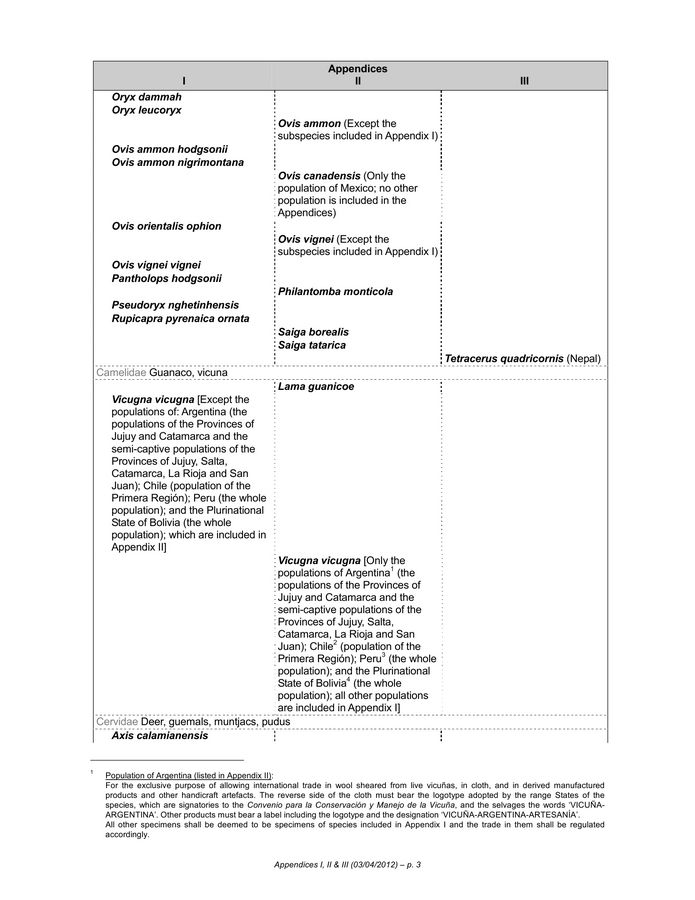 Appendices
I II III
Oryx dammah
Oryx leucoryx
Ovis ammon (Except the
subspecies included in Appendix I)
Ovis ammon hodgsonii
Ovis ammon nigrimontana
Ovis canadensis (Only the
population of Mexico; no other
population is included in the
Appendices)
Ovis orientalis ophion
Ovis vignei (Except the
subspecies included in Appendix I)
Ovis vignei vignei
Pantholops hodgsonii
Philantomba monticola
Pseudoryx nghetinhensis
Rupicapra pyrenaica ornata
Saiga borealis
Saiga tatarica
Tetracerus quadricornis (Nepal)
Camelidae Guanaco, vicuna
Lama guanicoe
Vicugna vicugna [Except the
populations of: Argentina (the
populations of the Provinces of
Jujuy and Catamarca and the
semi-captive populations of the
Provinces of Jujuy, Salta,
Catamarca, La Rioja and San
Juan); Chile (population of the
Primera Región); Peru (the whole
population); and the Plurinational
State of Bolivia (the whole
population); which are included in
Appendix II]
Vicugna vicugna [Only the
populations of Argentina1 (the
populations of the Provinces of
Jujuy and Catamarca and the
semi-captive populations of the
Provinces of Jujuy, Salta,
Catamarca, La Rioja and San
Juan); Chile2 (population of the
Primera Región); Peru3 (the whole
population); and the Plurinational
State of Bolivia4 (the whole
population); all other populations
are included in Appendix I]
Cervidae Deer, guemals, muntjacs, pudus
Axis calamianensis
1 Population of Argentina (listed in Appendix II):
For the exclusive purpose of allowing international trade in wool sheared from live vicuñas, in cloth, and in derived manufactured
products and other handicraft artefacts. The reverse side of the cloth must bear the logotype adopted by the range States of the
species, which are signatories to the Convenio para la Conservación y Manejo de la Vicuña, and the selvages the words ‘VICUÑA-
ARGENTINA’. Other products must bear a label including the logotype and the designation ‘VICUÑA-ARGENTINA-ARTESANÍA’.
All other specimens shall be deemed to be specimens of species included in Appendix I and the trade in them shall be regulated
accordingly.
Appendices I, II & III (03/04/2012) – p. 3